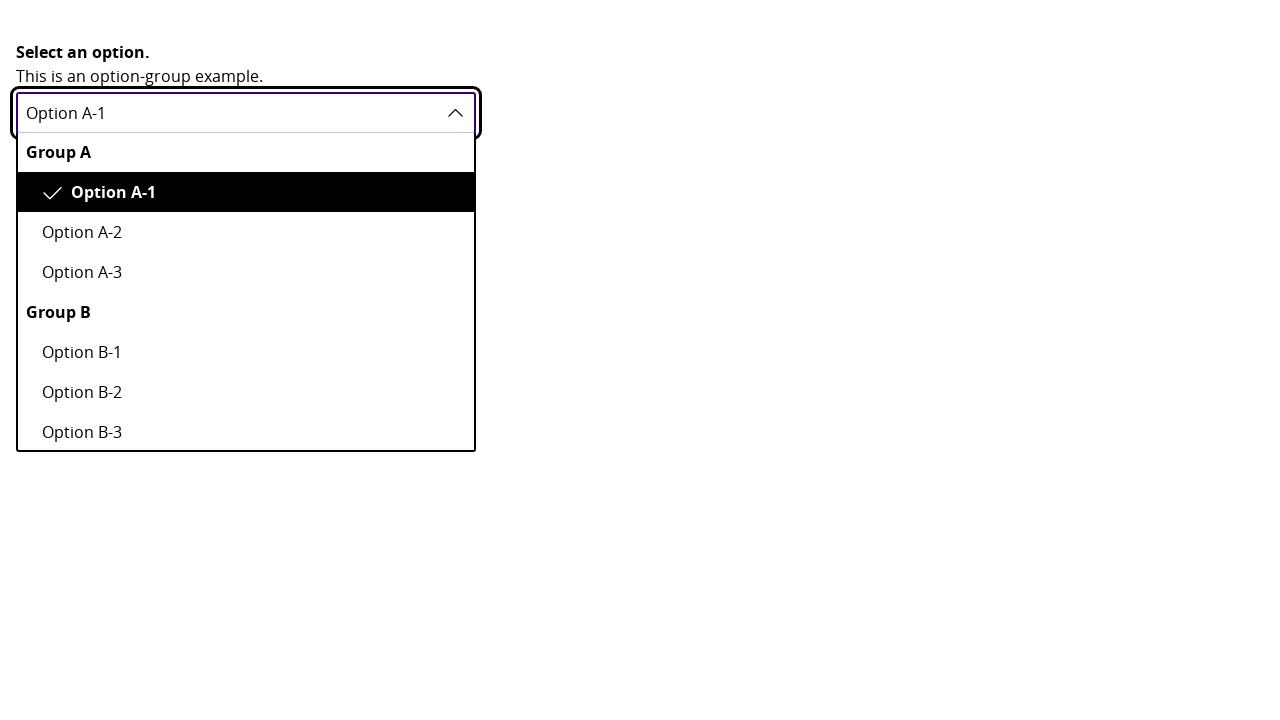 Select an option.
This is an option-group example.
Option A-1
Group A
Option A-1
Option A-2
Option A-3
Group B
Option B-1
Option B-2
Option B-3